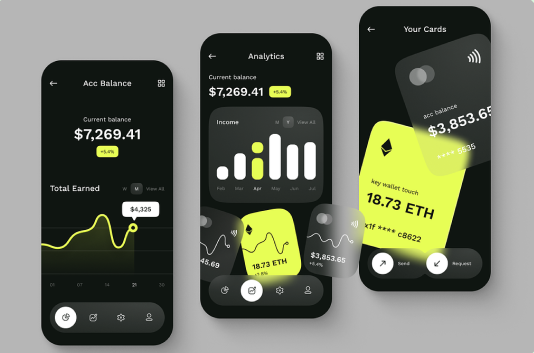 Acc Balance
Current balance
$7,269.41
+5.4%
Total Earned
W M View All
$4,325
01 07 14 21 28
Analytics
Current balance
$7,269.41
+5.4%
Income
M Y View All
Feb Mar Apr May Jun Jul
45.69
18.73 ETH
$3,853.65
+5.4%
Your Cards
acc balance
$3,853.65
**** 6635
key wallet touch
18.73 ETH
x1f **** c8622
Send
Request